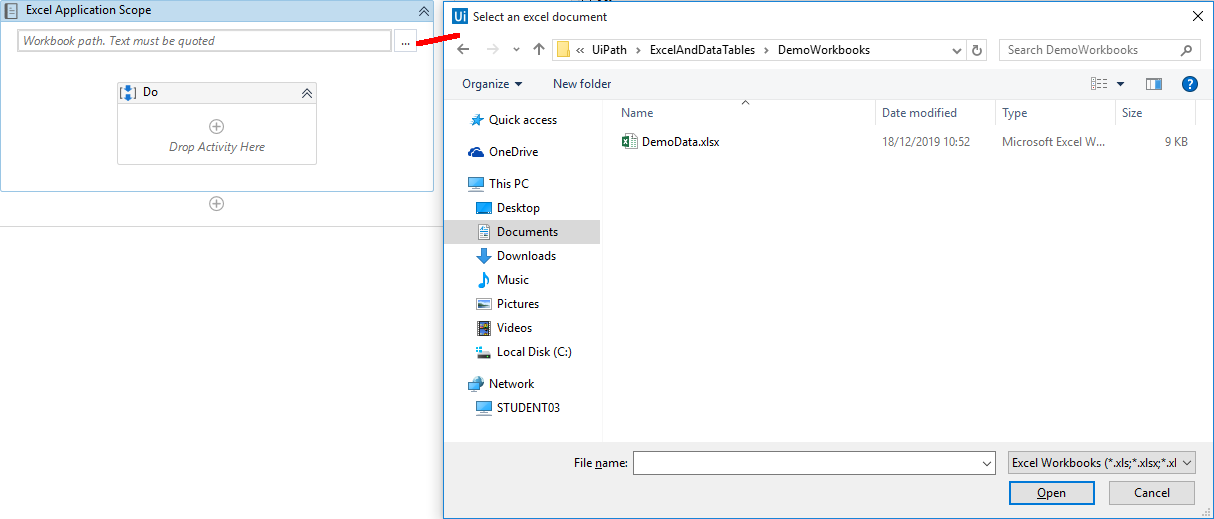 Excel Application Scope
Workbook path. Text must be quoted
...
Do
Drop Activity Here
Ui Select an excel document
« UiPath > ExcelAndDataTables > DemoWorkbooks
Search DemoWorkbooks
Organize
New folder
?
Name Date modified Type Size
DemoData.xlsx 18/12/2019 10:52 Microsoft Excel W... 9 KB
Quick access
OneDrive
This PC
Desktop
Documents
Downloads
Music
Pictures
Videos
Local Disk (C:)
Network
STUDENT03
File name:
Excel Workbooks (*.xls;*.xlsx;*.xl
Open
Cancel